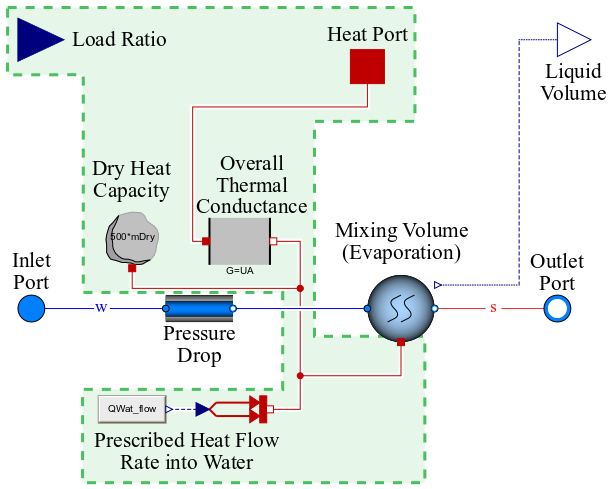 Load Ratio
Heat Port
Liquid
Volume
Dry Heat
Capacity
500*mDry
Overall
Thermal
Conductance
G=UA
Mixing Volume
(Evaporation)
Inlet
Port
w
Pressure
Drop
s
Outlet
Port
QWat_flow
Prescribed Heat Flow
Rate into Water